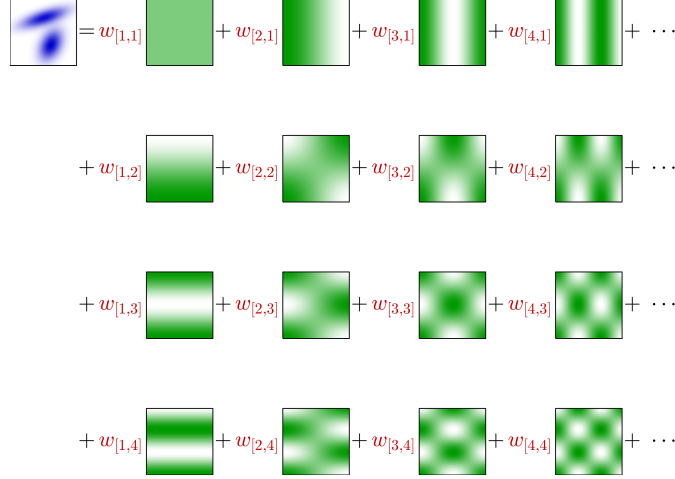 = w[1,1] + w[2,1] + w[3,1] + w[4,1] + ⋯
+ w[1,2] + w[2,2] + w[3,2] + w[4,2] + ⋯
+ w[1,3] + w[2,3] + w[3,3] + w[4,3] + ⋯
+ w[1,4] + w[2,4] + w[3,4] + w[4,4] + ⋯